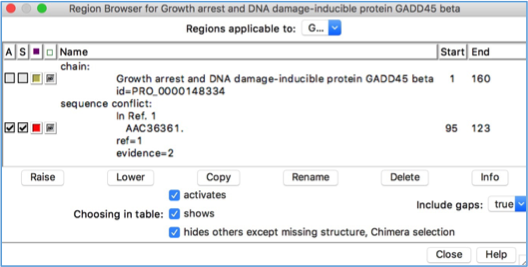 Region Browser for Growth arrest and DNA damage-inducible protein GADD45 beta
Regions applicable to: G...
A S Name Start End
chain:
Growth arrest and DNA damage-inducible protein GADD45 beta 1 160
id=PRO_0000148334
sequence conflict:
In Ref. 1
AAC36361. 95 123
ref=1
evidence=2
Raise Lower Copy Rename Delete Info
activates
Choosing in table: shows Include gaps: true
hides others except missing structure, Chimera selection
Close Help